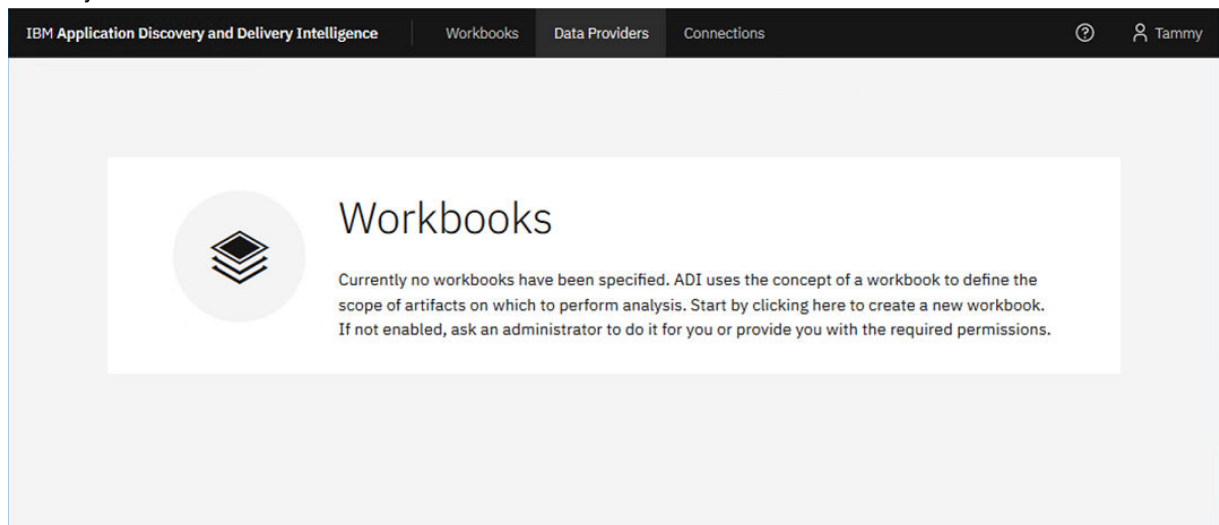 IBM Application Discovery and Delivery Intelligence Workbooks Data Providers Connections Tammy
Workbooks
Currently no workbooks have been specified. ADI uses the concept of a workbook to define the
scope of artifacts on which to perform analysis. Start by clicking here to create a new workbook.
If not enabled, ask an administrator to do it for you or provide you with the required permissions.